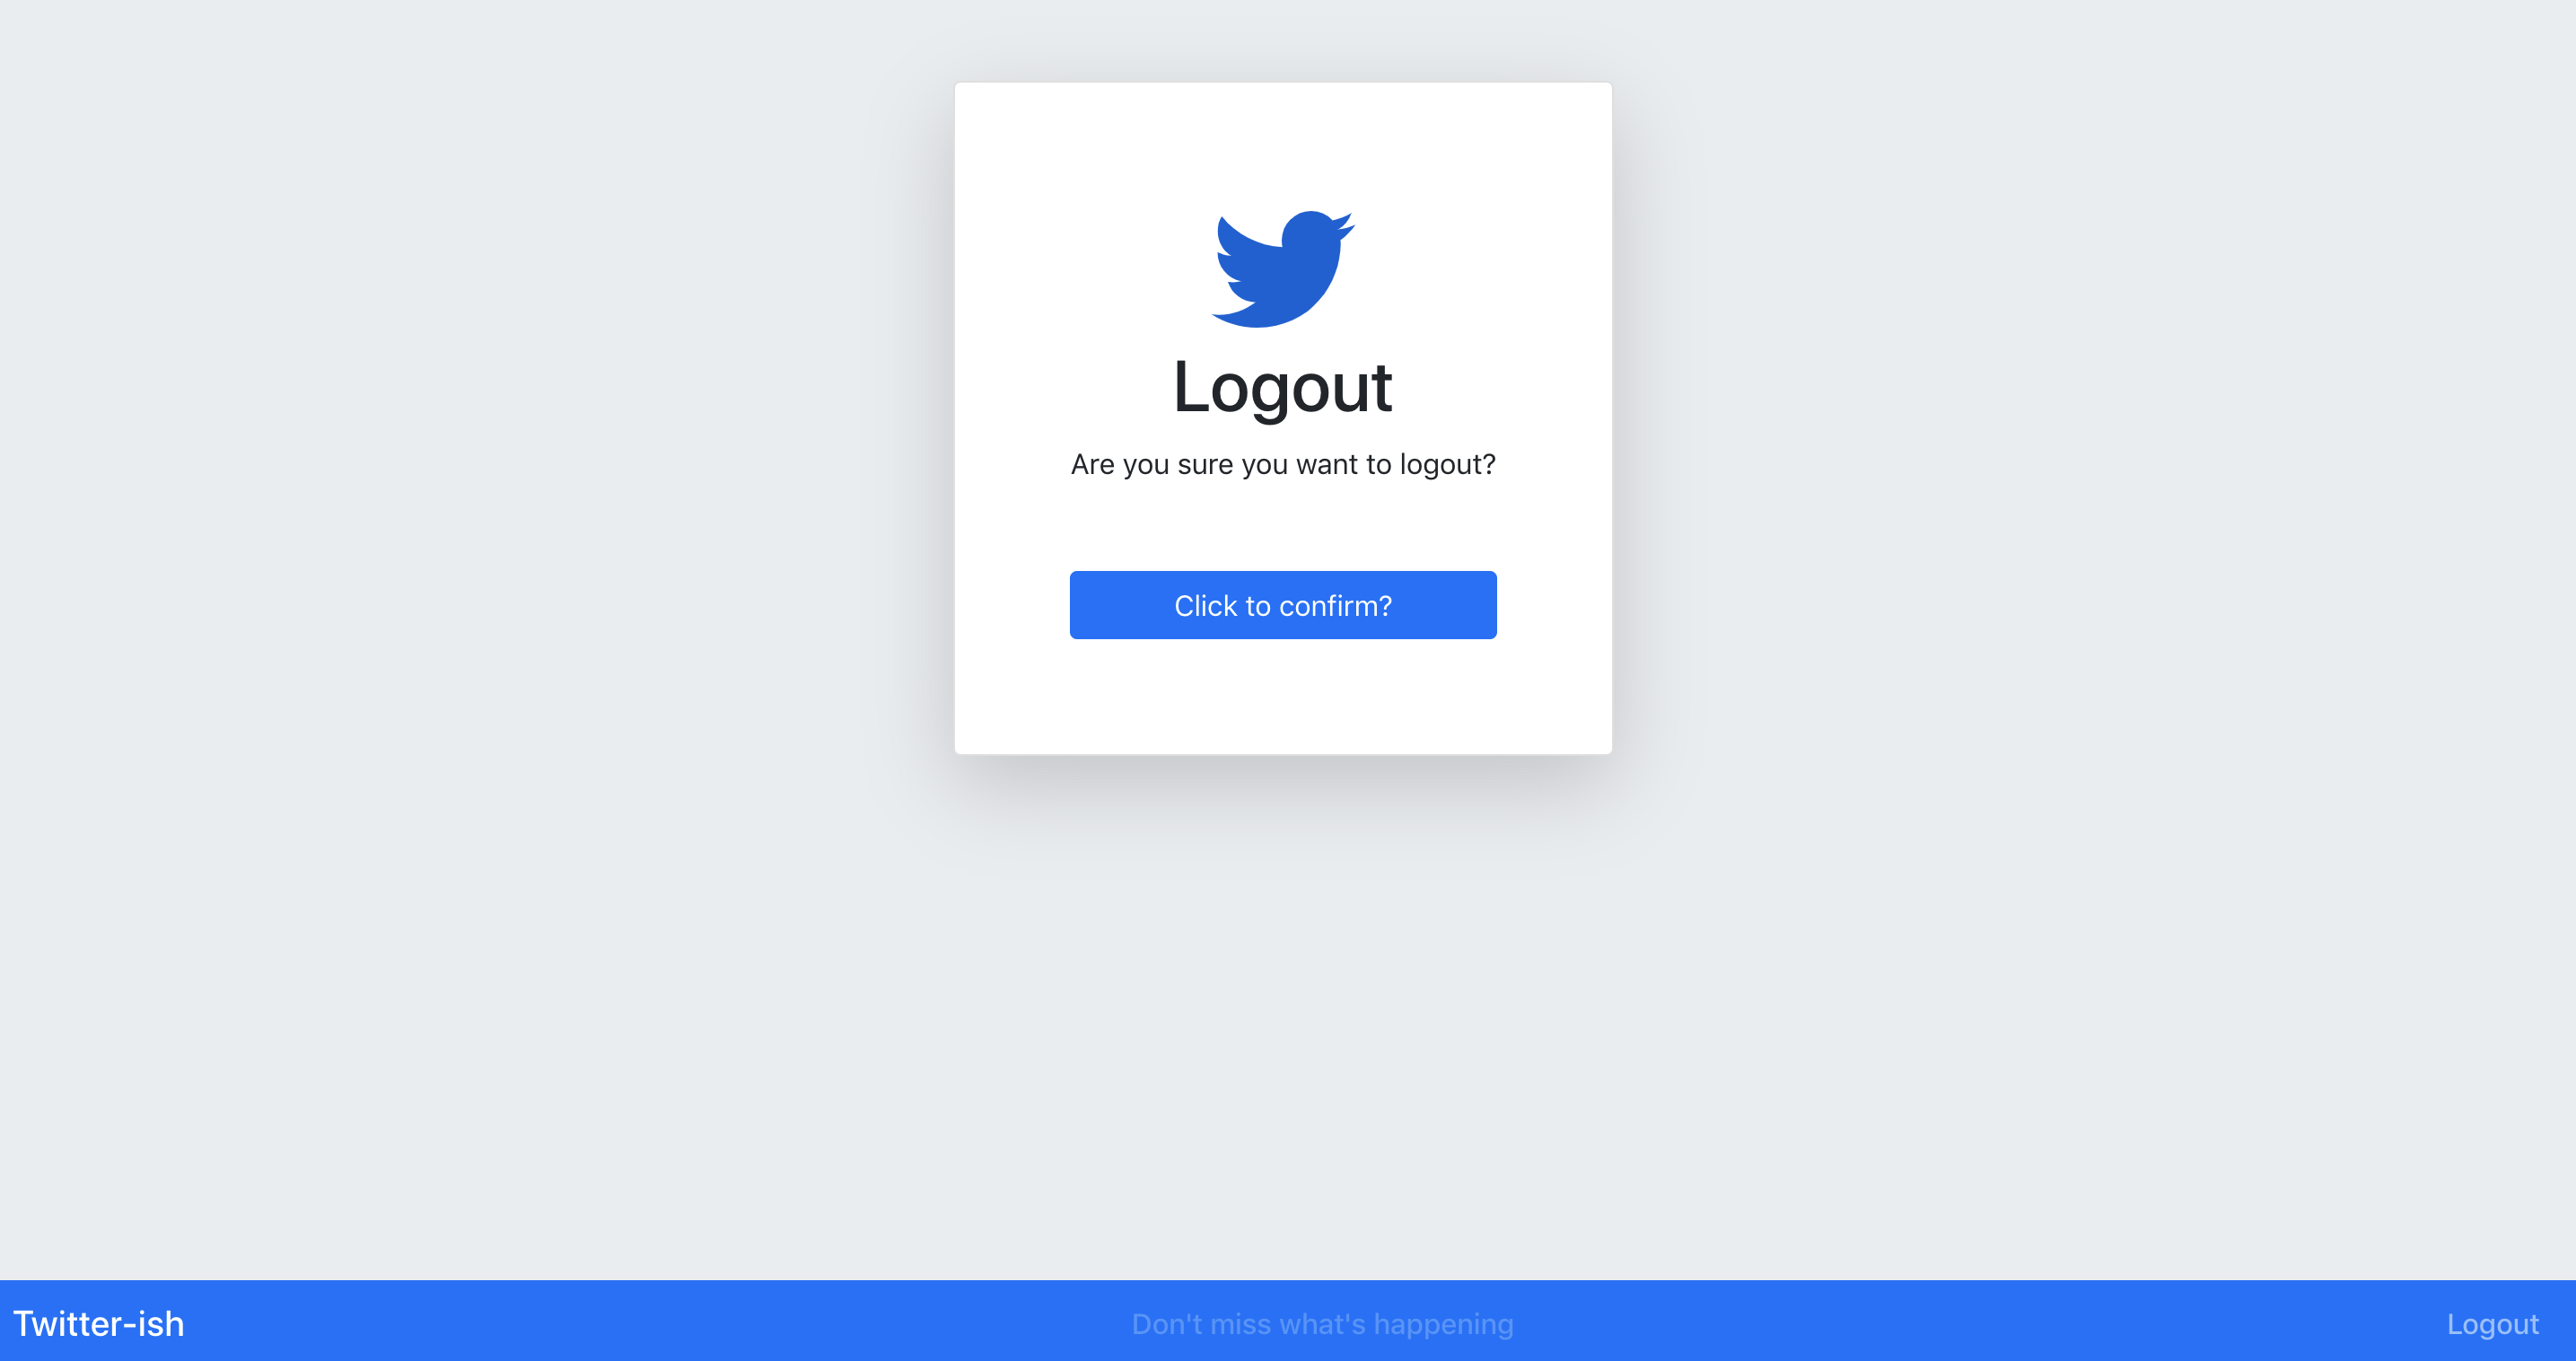 Logout
Are you sure you want to logout?
Click to confirm?
Twitter-ish
Don't miss what's happening
Logout